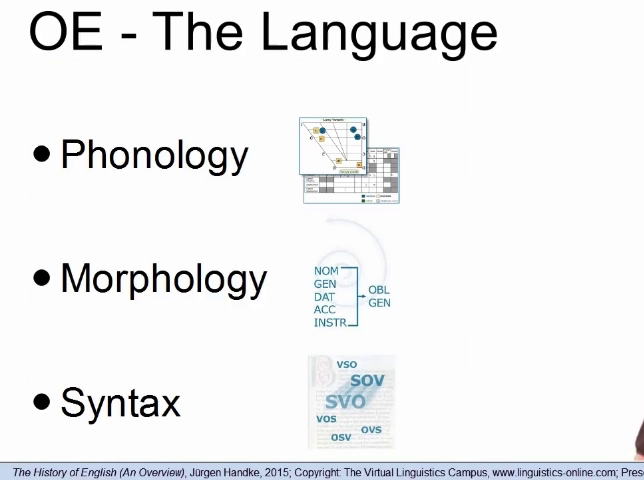 OE - The Language
• Phonology
• Morphology
NOM
GEN
DAT
ACC
INSTR
OBL
GEN
• Syntax
VSO
SOV
SVO
VOS
OVS
OSV
The History of English (An Overview), Jürgen Handke, 2015; Copyright: The Virtual Linguistics Campus, www.linguistics-online.com; Pres